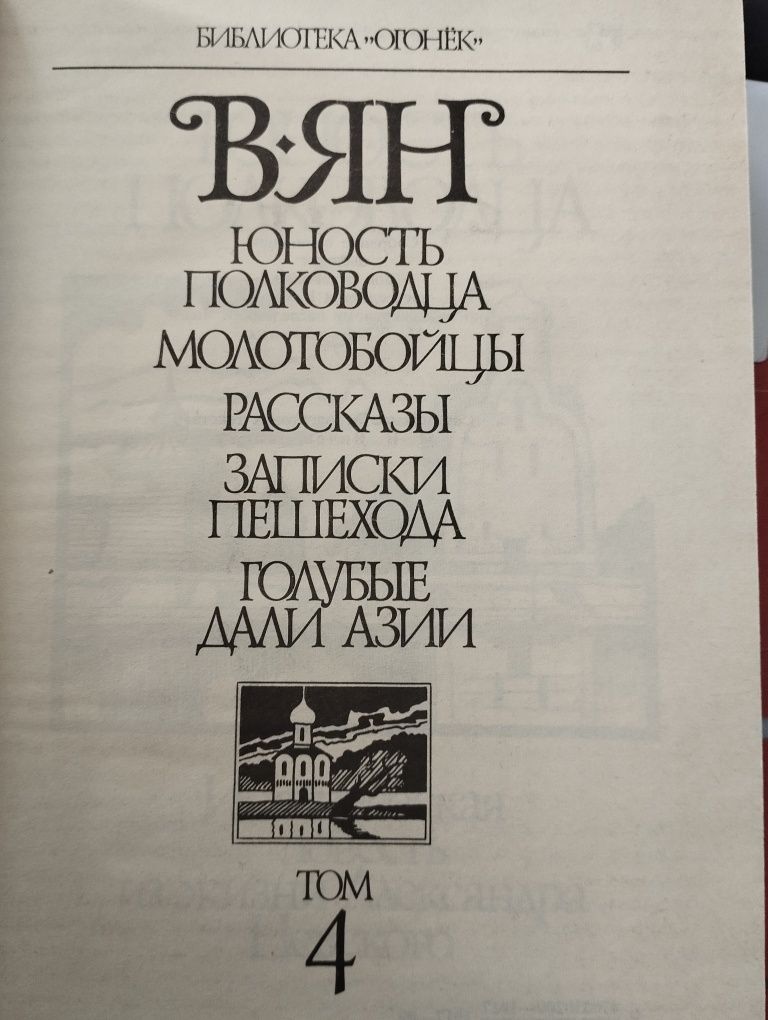 БИБЛИОТЕКА „ОГОНЁК”
В·ЯН
ЮНОСТЬ
ПОЛКОВОДЦА
МОЛОТОБОЙЦЫ
РАССКАЗЫ
ЗАПИСКИ
ПЕШЕХОДА
ГОЛУБЫЕ
ДАЛИ АЗИИ
ТОМ
4